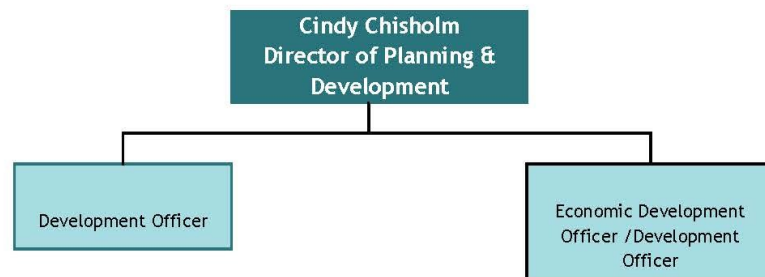 Cindy Chisholm
Director of Planning &
Development
Development Officer
Economic Development
Officer /Development
Officer